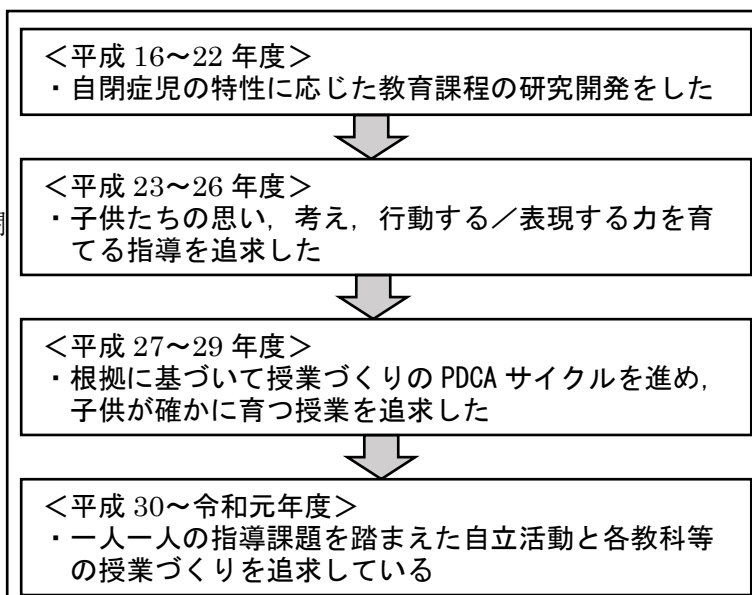 ＜平成 16～22 年度＞
・自閉症児の特性に応じた教育課程の研究開発をした
＜平成 23～26 年度＞
・子供たちの思い，考え，行動する／表現する力を育
てる指導を追求した
＜平成 27～29 年度＞
・根拠に基づいて授業づくりの PDCA サイクルを進め，
子供が確かに育つ授業を追求した
＜平成 30～令和元年度＞
・一人一人の指導課題を踏まえた自立活動と各教科等
の授業づくりを追求している